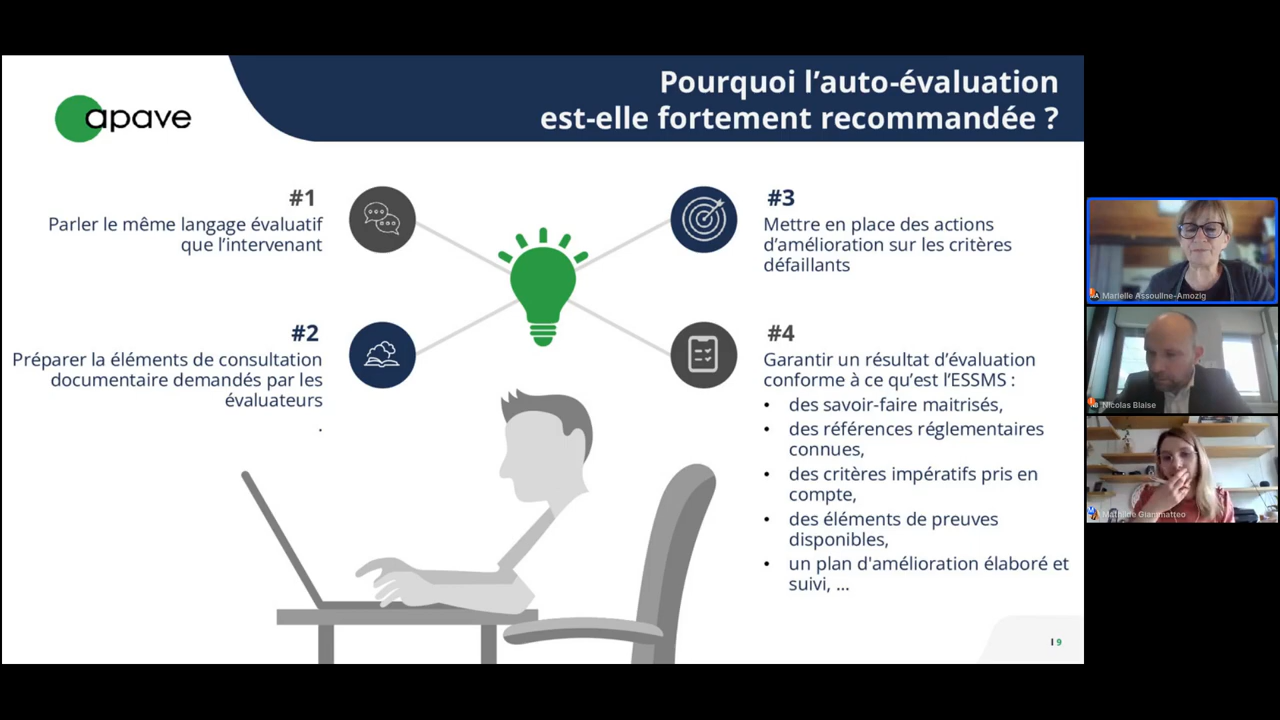 apave
Pourquoi l’auto-évaluation
est-elle fortement recommandée ?
#1
Parler le même langage évaluatif
que l’intervenant
#2
Préparer la éléments de consultation
documentaire demandés par les
évaluateurs
.
#3
Mettre en place des actions
d’amélioration sur les critères
défaillants
#4
Garantir un résultat d’évaluation
conforme à ce qu’est l’ESSMS :
• des savoir-faire maitrisés,
• des références réglementaires
connues,
• des critères impératifs pris en
compte,
• des éléments de preuves
disponibles,
• un plan d'amélioration élaboré et
suivi, ...
I 9
Marielle Assouline-Amozig
Nicolas Blaise
Mathilde Giammatteo